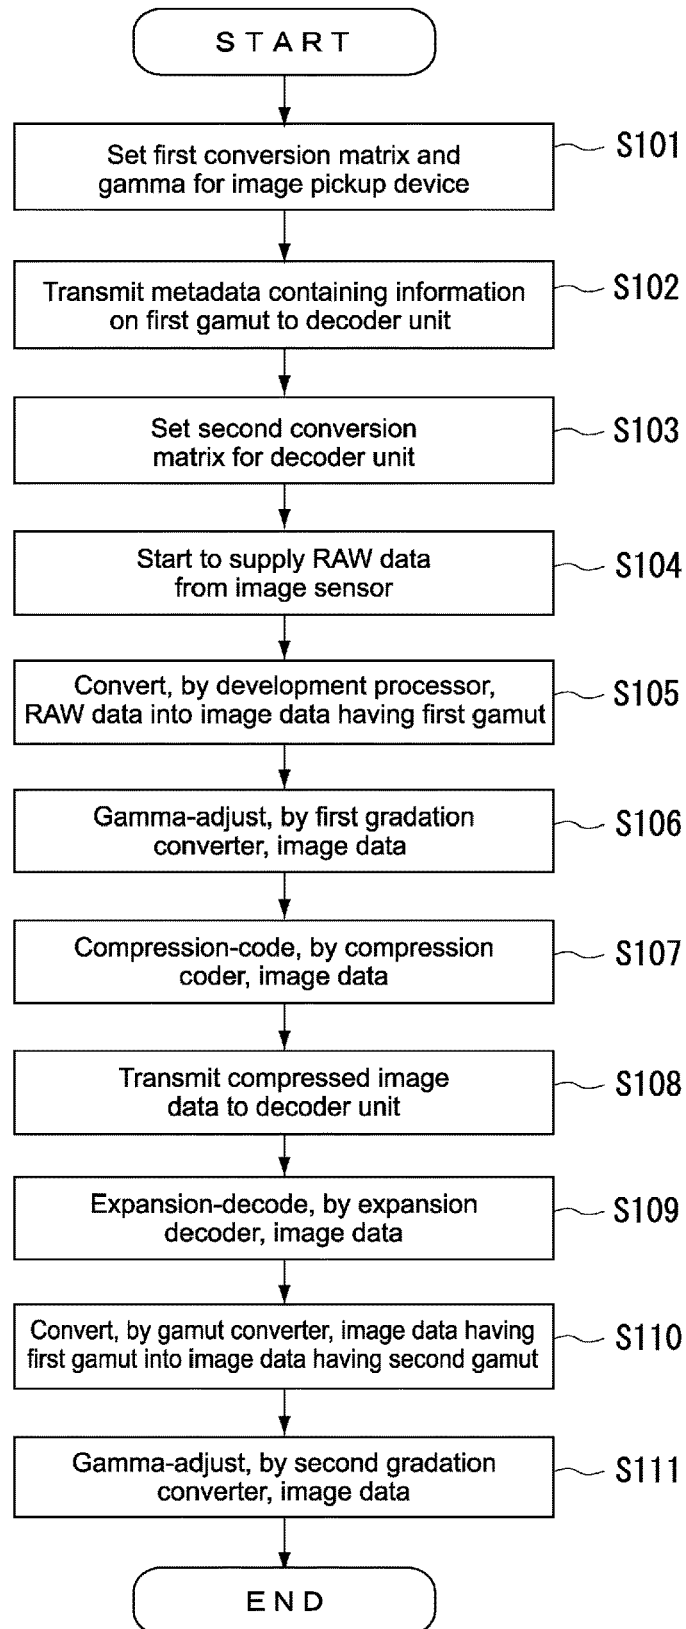 START
Set first conversion matrix and
gamma for image pickup device
S101
Transmit metadata containing information
on first gamut to decoder unit
S102
Set second conversion
matrix for decoder unit
S103
Start to supply RAW data
from image sensor
S104
Convert, by development processor,
RAW data into image data having first gamut
S105
Gamma-adjust, by first gradation
converter, image data
S106
Compression-code, by compression
coder, image data
S107
Transmit compressed image
data to decoder unit
S108
Expansion-decode, by expansion
decoder, image data
S109
Convert, by gamut converter, image data having
first gamut into image data having second gamut
S110
Gamma-adjust, by second gradation
converter, image data
S111
END